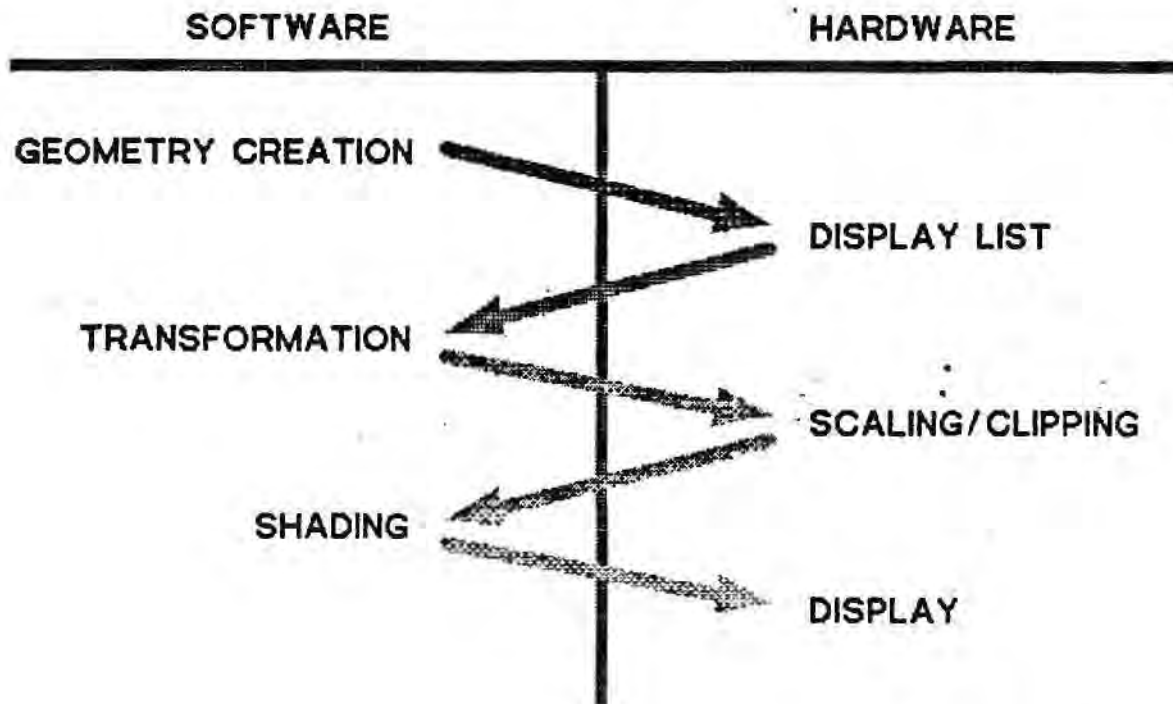 SOFTWARE
HARDWARE
GEOMETRY CREATION
DISPLAY LIST
TRANSFORMATION
SCALING/CLIPPING
SHADING
DISPLAY